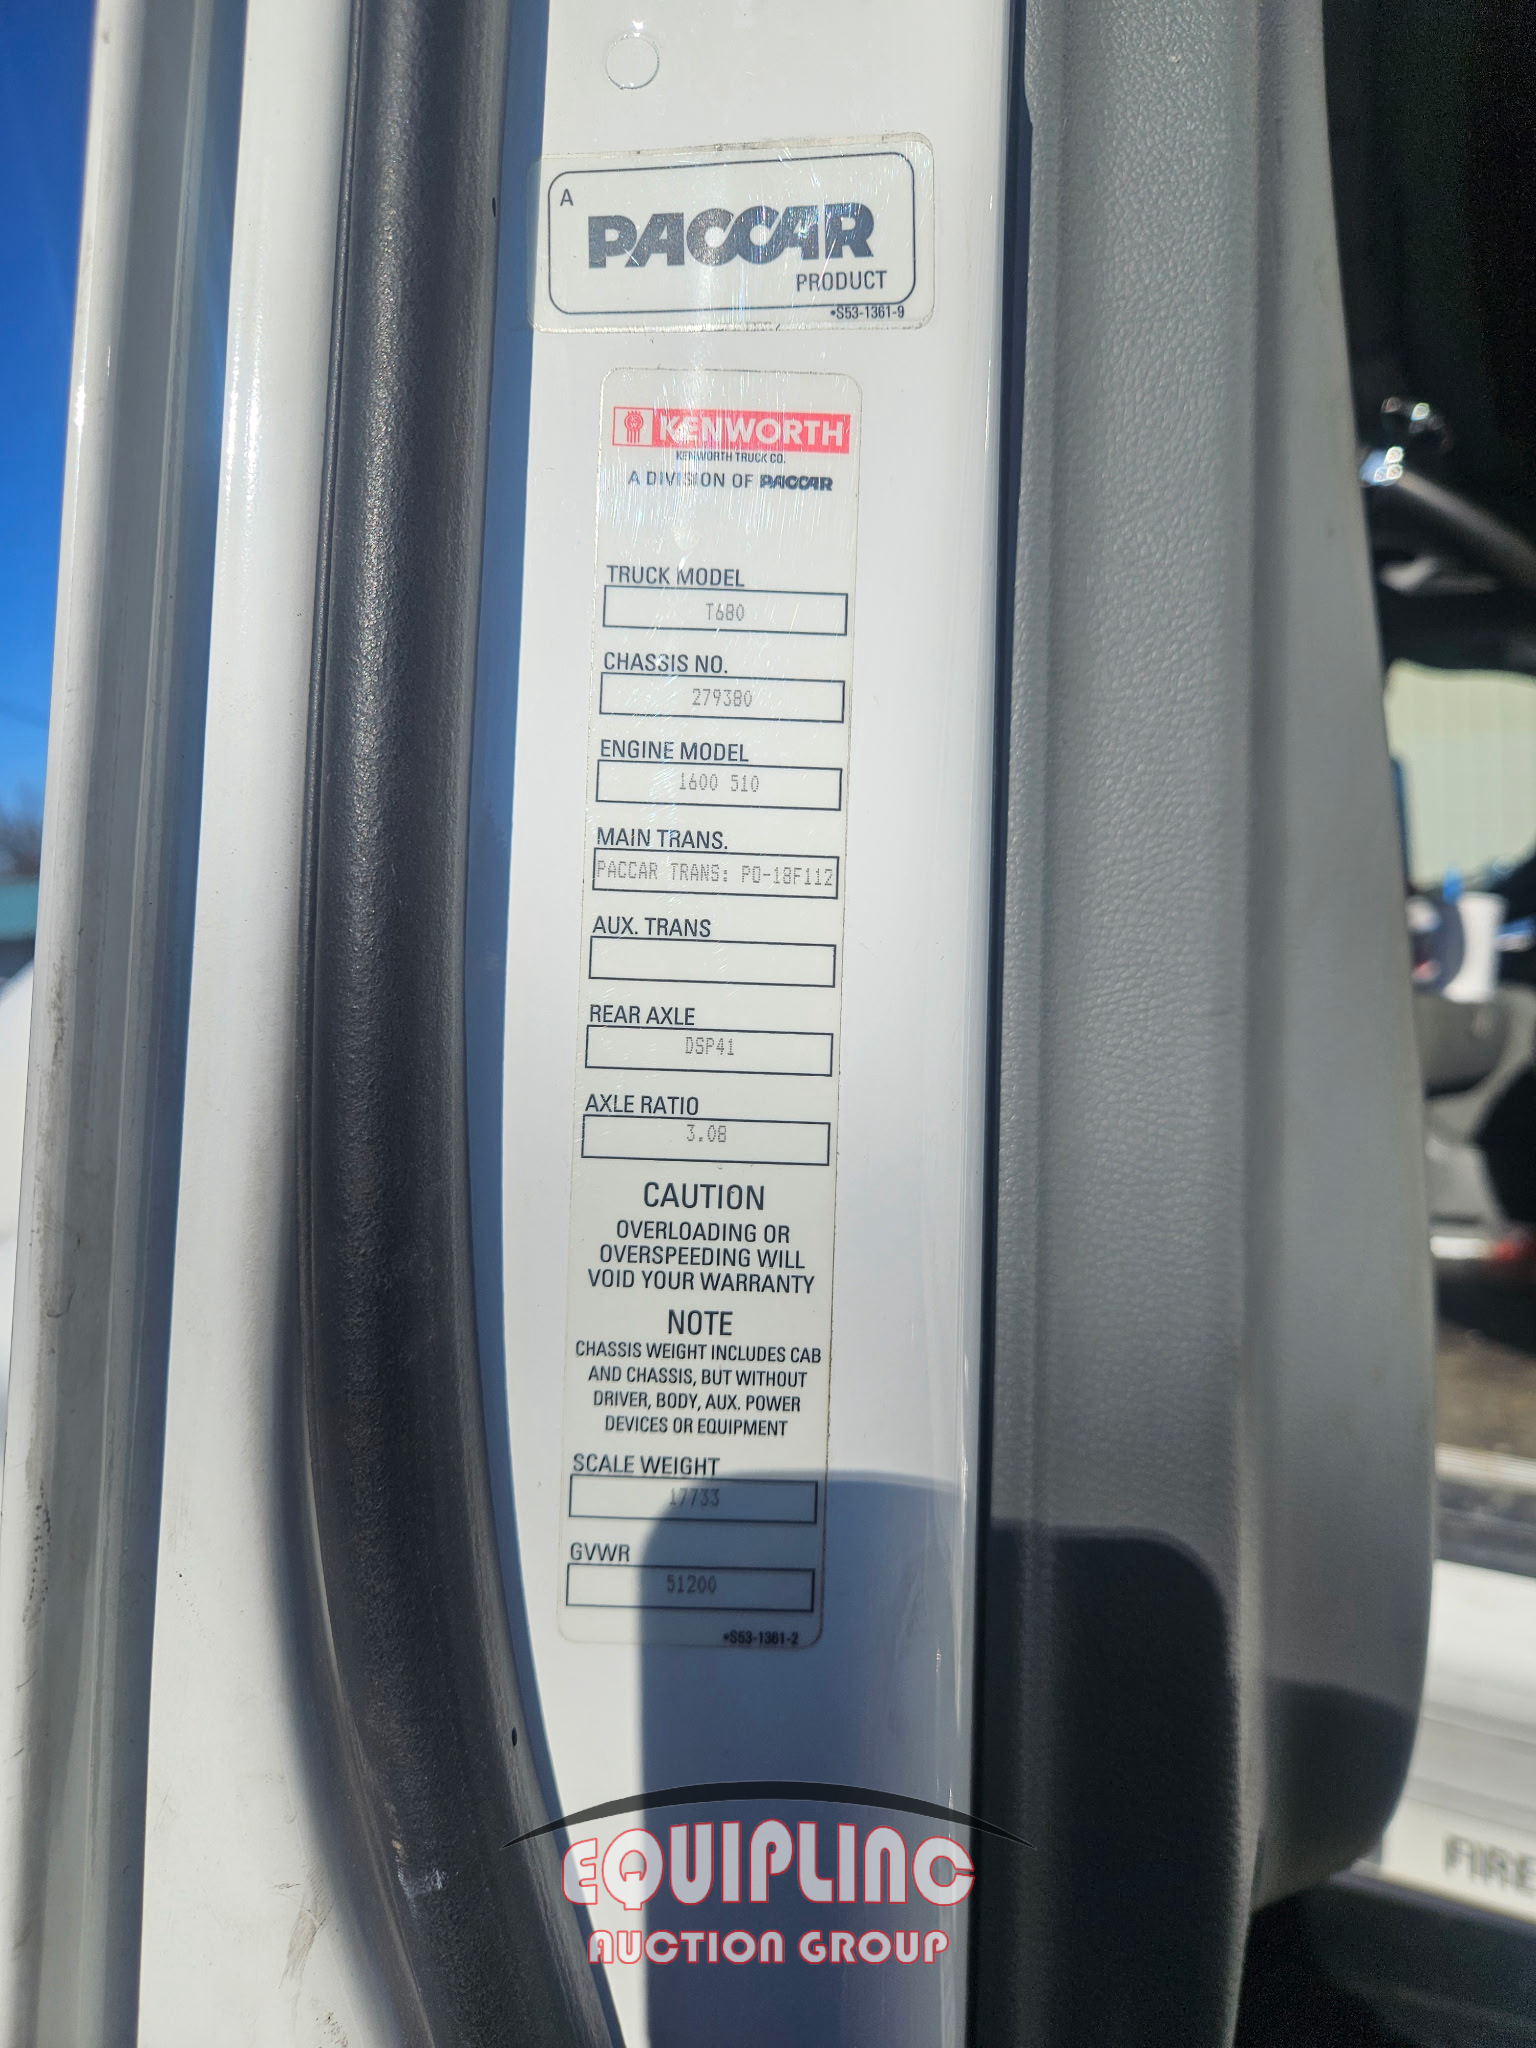 A
PACCAR
PRODUCT
•S53-1361-9
KENWORTH
KENWORTH TRUCK CO.
A DIVISION OF PACCAR
TRUCK MODEL
T680
CHASSIS NO.
279380
ENGINE MODEL
1600 510
MAIN TRANS.
PACCAR TRANS: PO-18F112
AUX. TRANS
REAR AXLE
DSP41
AXLE RATIO
3.08
CAUTION
OVERLOADING OR
OVERSPEEDING WILL
VOID YOUR WARRANTY
NOTE
CHASSIS WEIGHT INCLUDES CAB
AND CHASSIS, BUT WITHOUT
DRIVER, BODY, AUX. POWER
DEVICES OR EQUIPMENT
SCALE WEIGHT
17733
GVWR
51200
•S53-1361-2
FIRE
EQUIPLINC
AUCTION GROUP